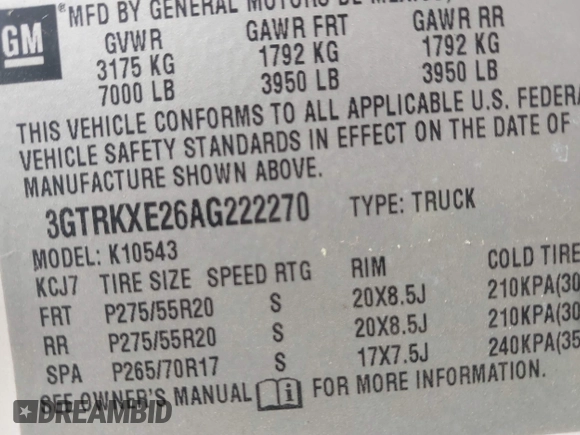 GM
MFD BY GENERAL MOTORS DE MEXICO,
GVWR GAWR FRT GAWR RR
3175 KG 1792 KG 1792 KG
7000 LB 3950 LB 3950 LB
THIS VEHICLE CONFORMS TO ALL APPLICABLE U.S. FEDERA
VEHICLE SAFETY STANDARDS IN EFFECT ON THE DATE OF
MANUFACTURE SHOWN ABOVE.
3GTRKXE26AG222270 TYPE: TRUCK
MODEL: K10543
KCJ7 TIRE SIZE SPEED RTG RIM COLD TIRE
FRT P275/55R20 S 20X8.5J 210KPA(30
RR P275/55R20 S 20X8.5J 210KPA(30
SPA P265/70R17 S 17X7.5J 240KPA(35
SEE OWNER'S MANUAL FOR MORE INFORMATION.
DREAMBID